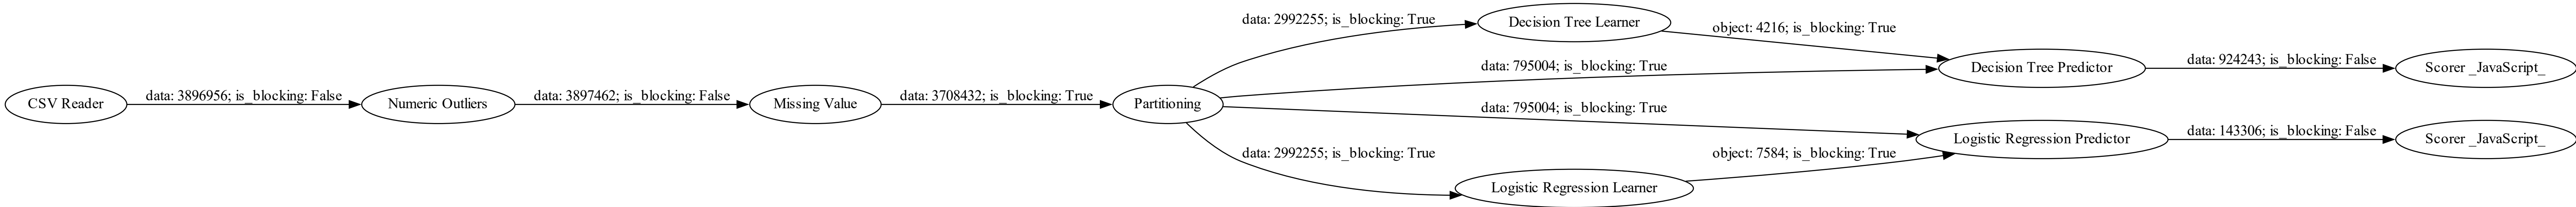 CSV Reader
data: 3896956; is_blocking: False
Numeric Outliers
data: 3897462; is_blocking: False
Missing Value
data: 3708432; is_blocking: True
Partitioning
data: 2992255; is_blocking: True
Decision Tree Learner
object: 4216; is_blocking: True
data: 795004; is_blocking: True
Decision Tree Predictor
data: 924243; is_blocking: False
Scorer _JavaScript_
data: 795004; is_blocking: True
Logistic Regression Predictor
data: 143306; is_blocking: False
Scorer _JavaScript_
data: 2992255; is_blocking: True
Logistic Regression Learner
object: 7584; is_blocking: True